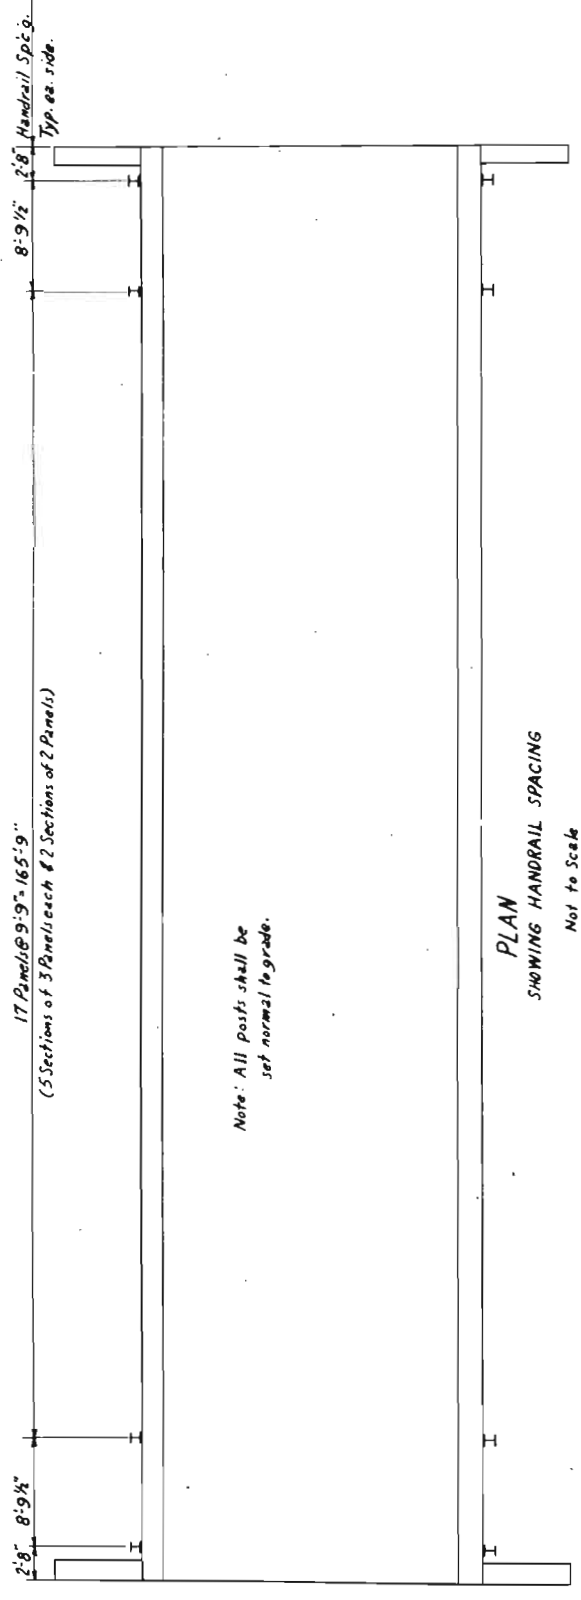 2'-8" 8'-9½" 17 Panels @ 9'-9" = 165'-9" 8'-9½" 2'-8" Handrail Spc'g.
(5 Sections of 3 Panels each & 2 Sections of 2 Panels) Typ. ea. side.
Note: All posts shall be
set normal to grade.
PLAN
SHOWING HANDRAIL SPACING
Not to Scale